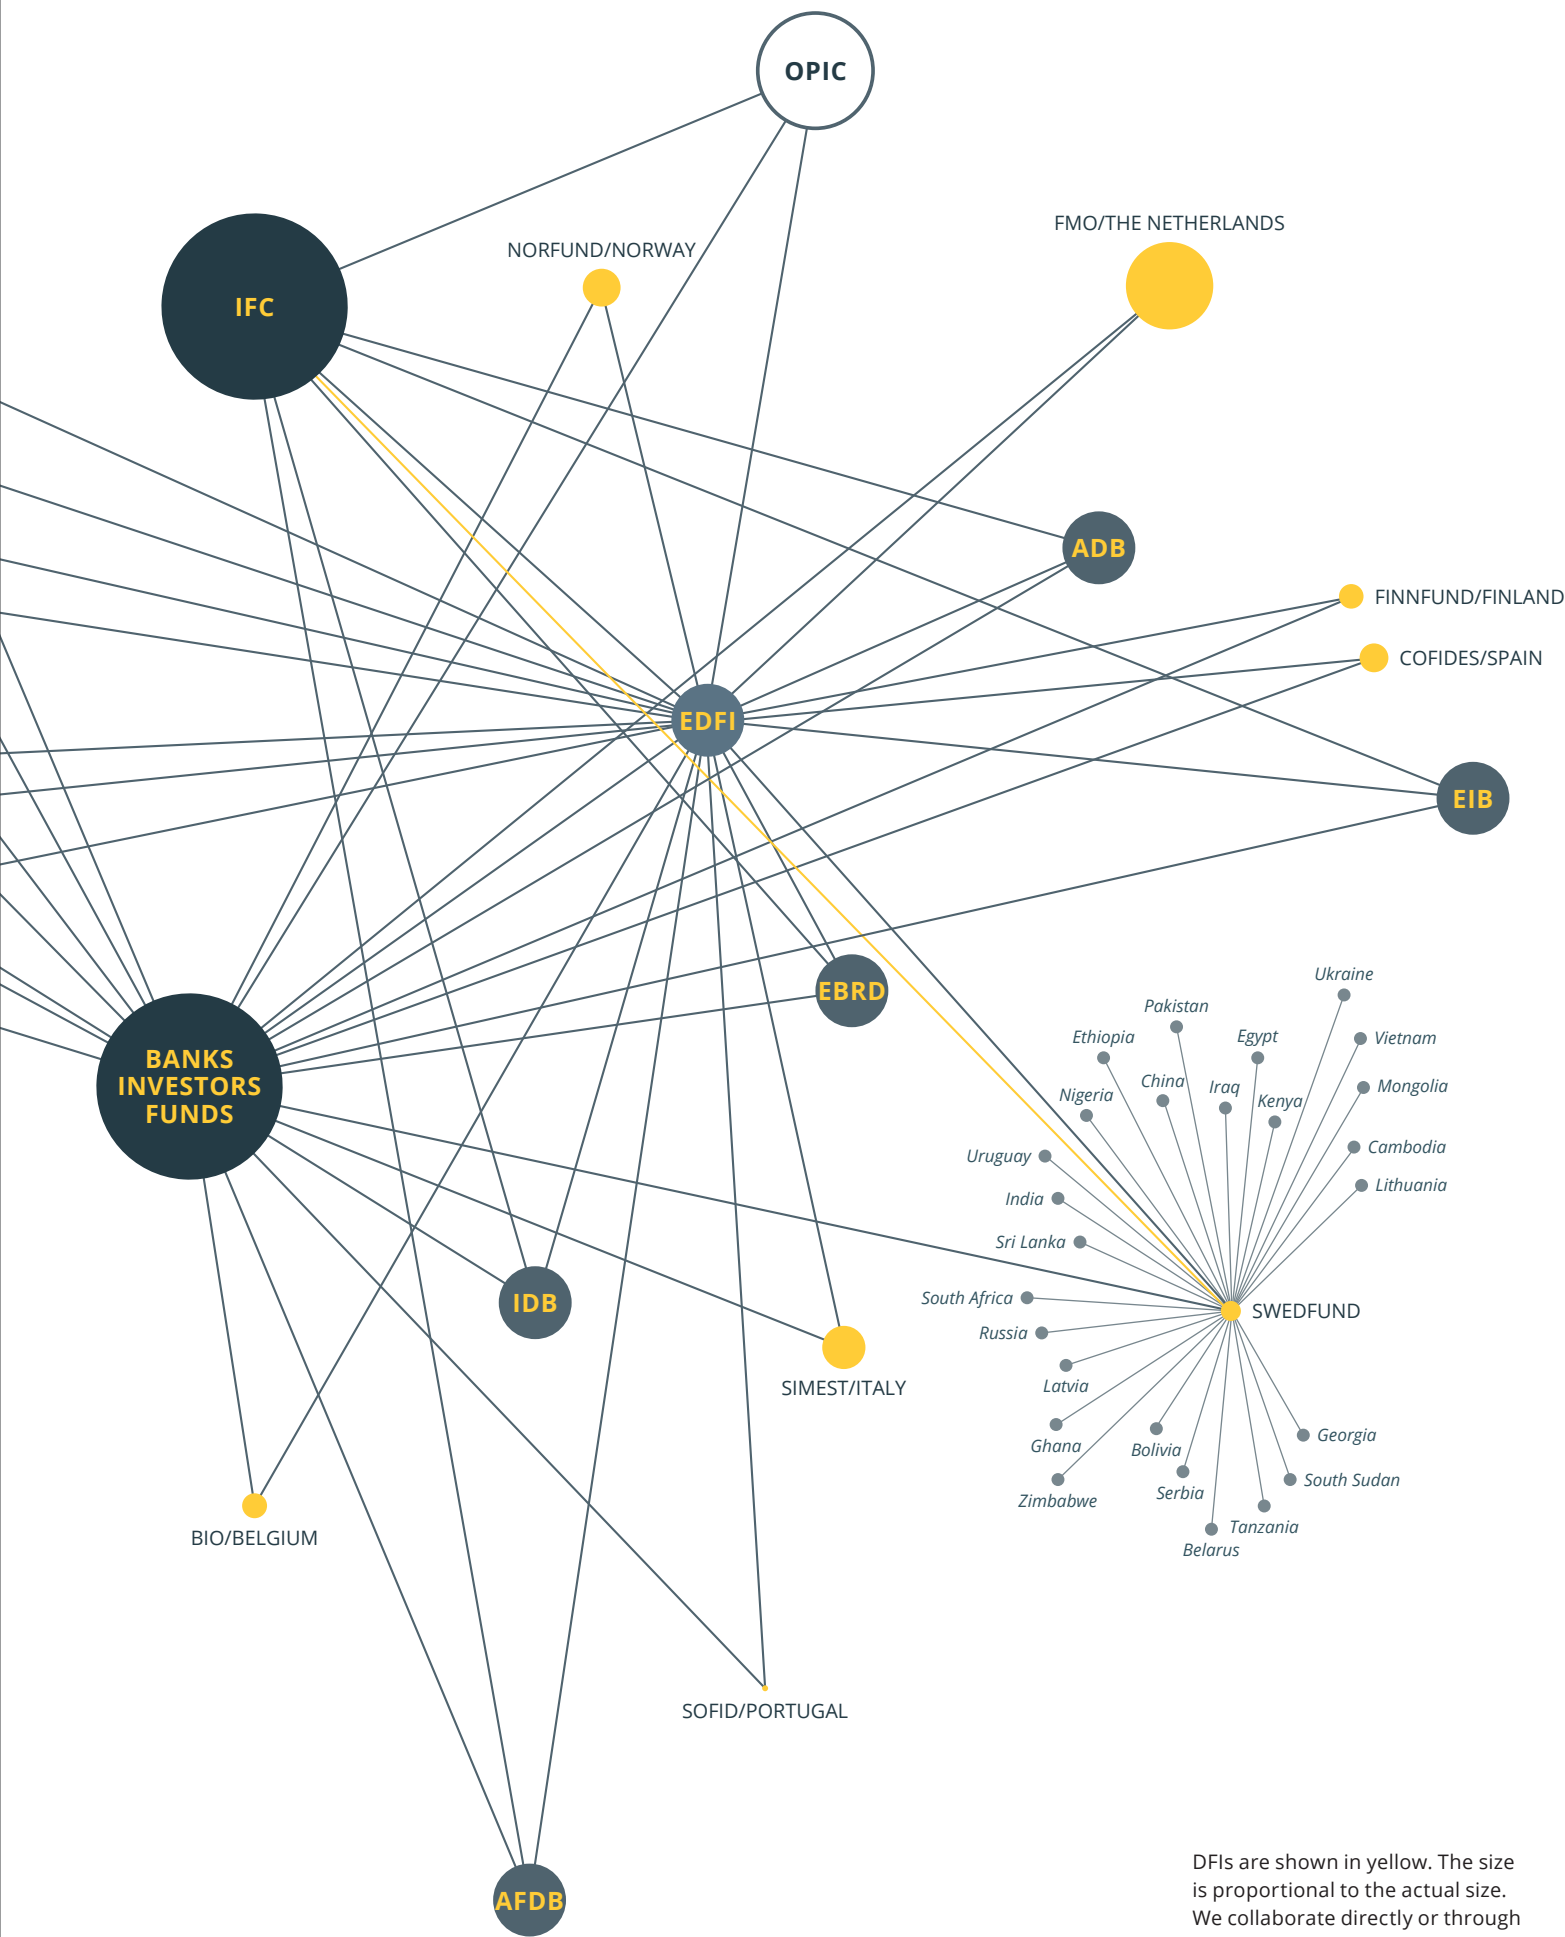 OPIC
FMO/THE NETHERLANDS
NORFUND/NORWAY
IFC
ADB
FINNFUND/FINLAND
COFIDES/SPAIN
EDFI
EIB
EBRD
BANKS
INVESTORS
FUNDS
Ukraine
Pakistan
Ethiopia
Egypt
Vietnam
China
Iraq
Mongolia
Nigeria
Kenya
Cambodia
Uruguay
Lithuania
India
Sri Lanka
South Africa
IDB
SWEDFUND
Russia
Latvia
SIMEST/ITALY
Georgia
Ghana
Bolivia
South Sudan
Serbia
Zimbabwe
Tanzania
BIO/BELGIUM
Belarus
SOFID/PORTUGAL
AFDB
DFIs are shown in yellow. The size
is proportional to the actual size.
We collaborate directly or through